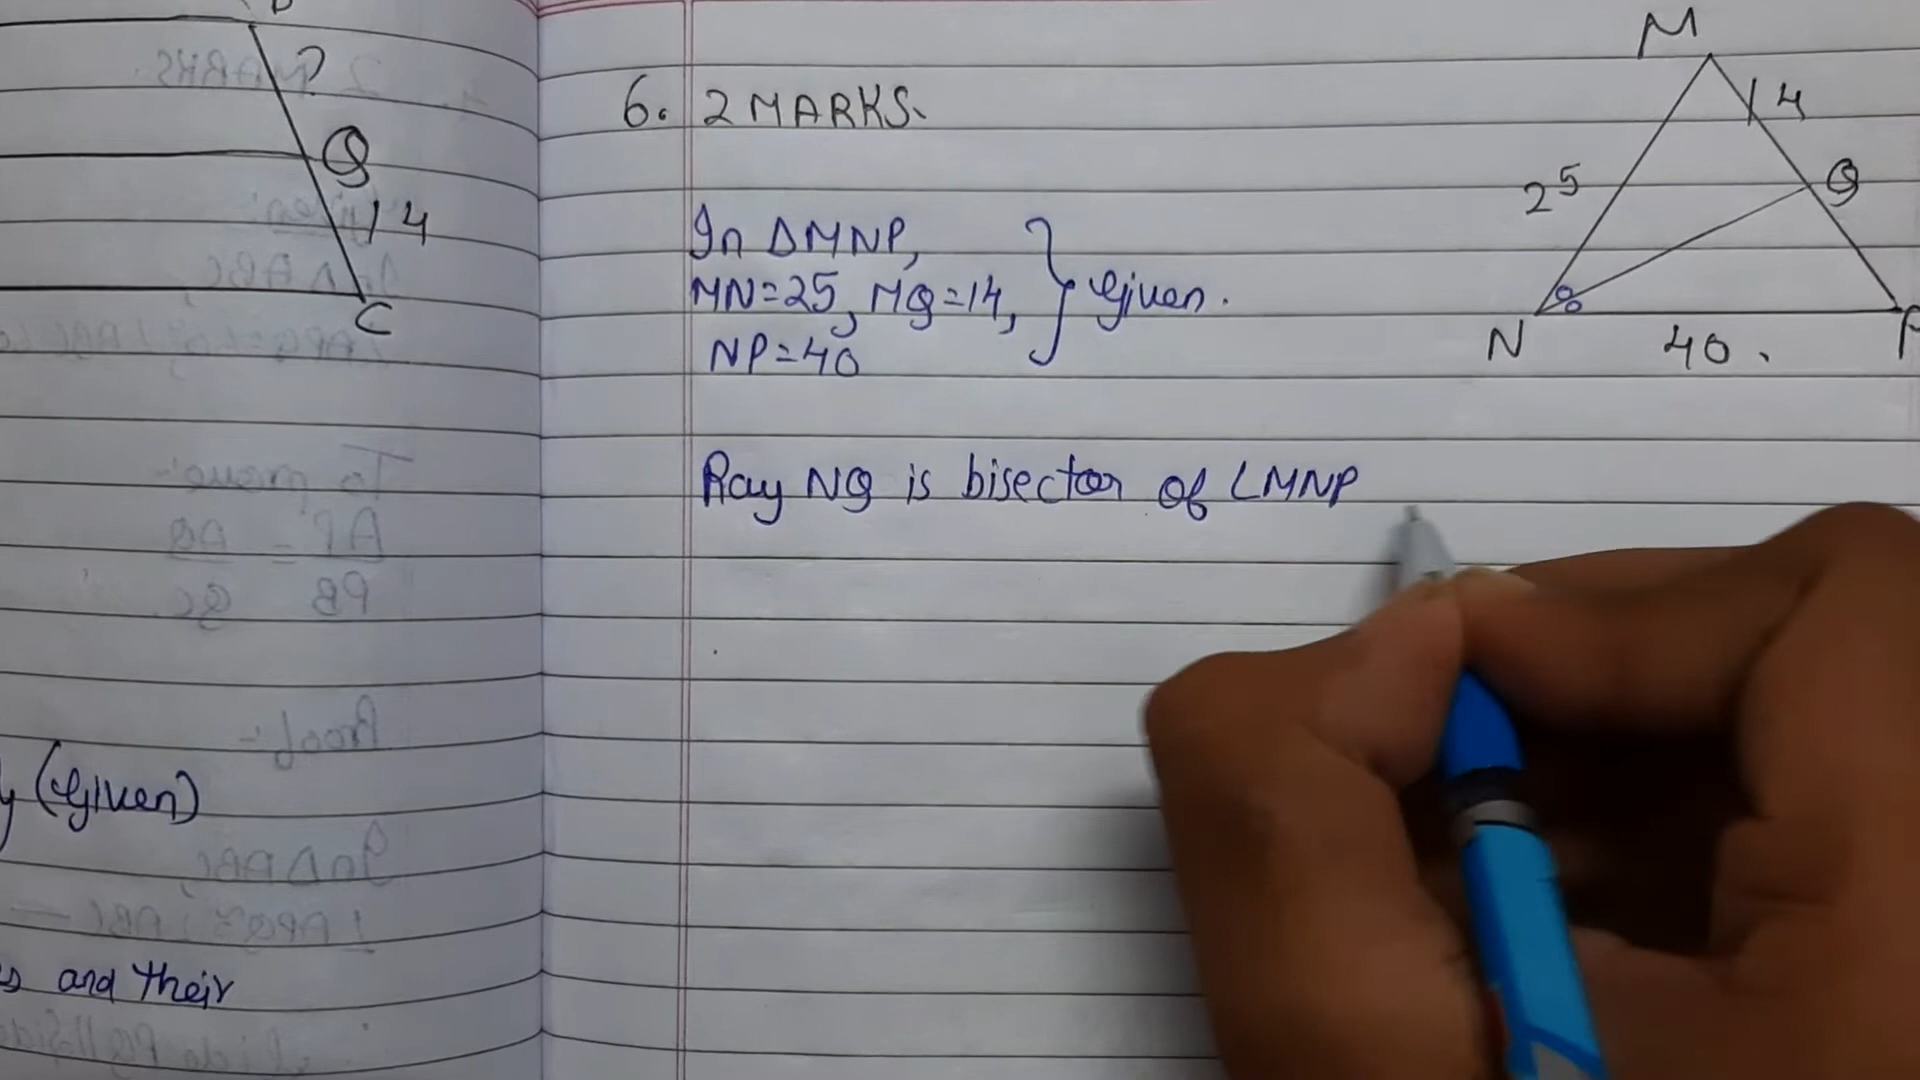 ?
Q
14
C
(Given)
and their
6. 2 MARKS.
In ΔMNP,
MN=25, MQ=14,
NP=40
} Given.
Ray NQ is bisector of ∠MNP
M
14
25
Q
N
40.
P